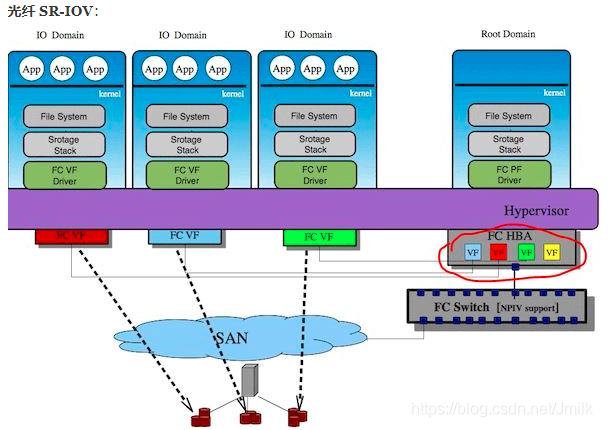 光纤 SR-IOV：
IO Domain
IO Domain
IO Domain
Root Domain
App
App
App
App
App
App
App
App
App
kernel
kernel
kernel
kernel
File System
File System
File System
File System
Srotage
Stack
Srotage
Stack
Srotage
Stack
Srotage
Stack
FC VF
Driver
FC VF
Driver
FC VF
Driver
FC PF
Driver
Hypervisor
FC VF
FC VF
FC VF
FC HBA
VF
VF
VF
VF
FC Switch [NPIV support]
SAN
https://blog.csdn.net/Jmilk